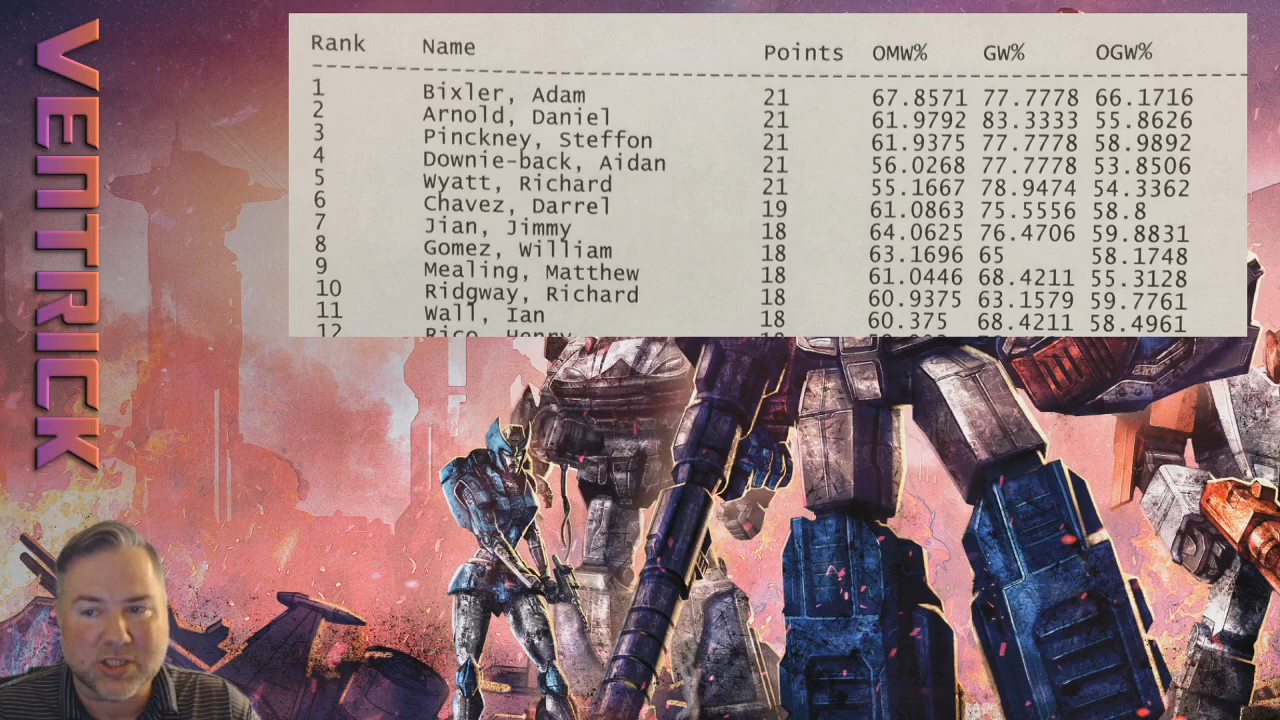 VENTRICK
Rank Name Points OMW% GW% OGW%
1 Bixler, Adam 21 67.8571 77.7778 66.1716
2 Arnold, Daniel 21 61.9792 83.3333 55.8626
3 Pinckney, Steffon 21 61.9375 77.7778 58.9892
4 Downie-back, Aidan 21 56.0268 77.7778 53.8506
5 Wyatt, Richard 21 55.1667 78.9474 54.3362
6 Chavez, Darrel 19 61.0863 75.5556 58.8
7 Jian, Jimmy 18 64.0625 76.4706 59.8831
8 Gomez, William 18 63.1696 65 58.1748
9 Mealing, Matthew 18 61.0446 68.4211 55.3128
10 Ridgway, Richard 18 60.9375 63.1579 59.7761
11 Wall, Ian 18 60.375 68.4211 58.4961
12 Rico, Henry